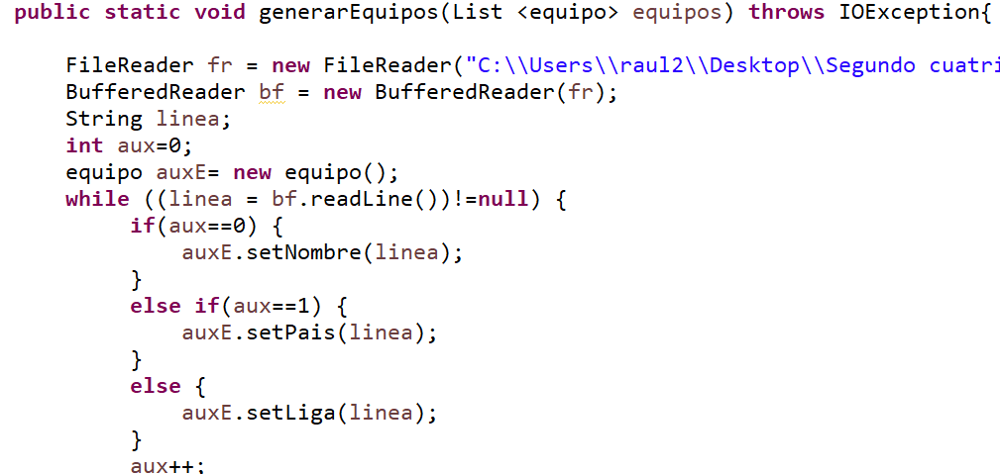 public static void generarEquipos(List <equipo> equipos) throws IOException{
FileReader fr = new FileReader("C:\\Users\\raul2\\Desktop\\Segundo cuatri
BufferedReader bf = new BufferedReader(fr);
String linea;
int aux=0;
equipo auxE= new equipo();
while ((linea = bf.readLine())!=null) {
if(aux==0) {
auxE.setNombre(linea);
}
else if(aux==1) {
auxE.setPais(linea);
}
else {
auxE.setLiga(linea);
}
aux++;